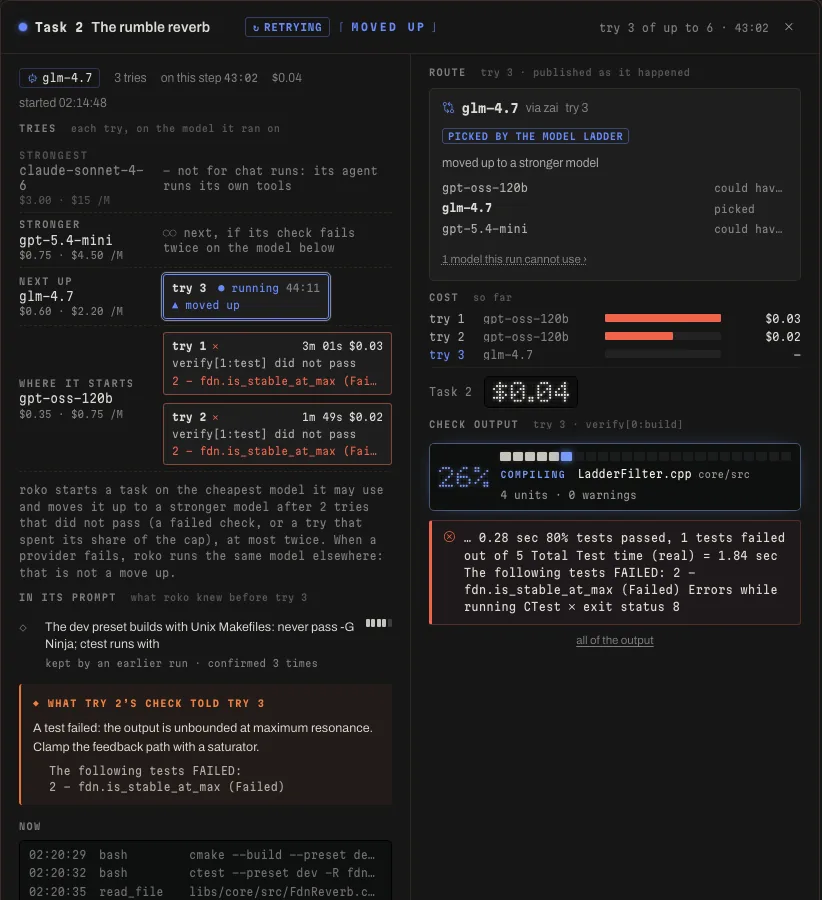 Task 2 The rumble reverb
↻ RETRYING
[ MOVED UP ]
try 3 of up to 6 · 43:02 ×
glm-4.7 3 tries on this step 43:02 $0.04
started 02:14:48
TRIES each try, on the model it ran on
STRONGEST
claude-sonnet-4-
6
$3.00 · $15 /M
— not for chat runs: its agent
runs its own tools
STRONGER
gpt-5.4-mini
$0.75 · $4.50 /M
next, if its check fails
twice on the model below
NEXT UP
glm-4.7
$0.60 · $2.20 /M
try 3 ● running 44:11
▲ moved up
WHERE IT STARTS
gpt-oss-120b
$0.35 · $0.75 /M
try 1 × 3m 01s $0.03
verify[1:test] did not pass
2 - fdn.is_stable_at_max (Fai…
try 2 × 1m 49s $0.02
verify[1:test] did not pass
2 - fdn.is_stable_at_max (Fai…
roko starts a task on the cheapest model it may use
and moves it up to a stronger model after 2 tries
that did not pass (a failed check, or a try that
spent its share of the cap), at most twice. When a
provider fails, roko runs the same model elsewhere:
that is not a move up.
IN ITS PROMPT what roko knew before try 3
◇ The dev preset builds with Unix Makefiles: never pass -G
Ninja; ctest runs with
kept by an earlier run · confirmed 3 times
◆ WHAT TRY 2'S CHECK TOLD TRY 3
A test failed: the output is unbounded at maximum resonance.
Clamp the feedback path with a saturator.
The following tests FAILED:
2 - fdn.is_stable_at_max (Failed)
NOW
02:20:29 bash cmake --build --preset de…
02:20:32 bash ctest --preset dev -R fdn…
02:20:35 read_file libs/core/src/FdnReverb.c…
ROUTE try 3 · published as it happened
glm-4.7 via zai try 3
PICKED BY THE MODEL LADDER
moved up to a stronger model
gpt-oss-120b could hav…
glm-4.7 picked
gpt-5.4-mini could hav…
1 model this run cannot use ›
COST so far
try 1 gpt-oss-120b $0.03
try 2 gpt-oss-120b $0.02
try 3 glm-4.7 —
Task 2 $0.04
CHECK OUTPUT try 3 · verify[0:build]
26%
COMPILING LadderFilter.cpp core/src
4 units · 0 warnings
… 0.28 sec 80% tests passed, 1 tests failed
out of 5 Total Test time (real) = 1.84 sec
The following tests FAILED: 2 -
fdn.is_stable_at_max (Failed) Errors while
running CTest × exit status 8
all of the output